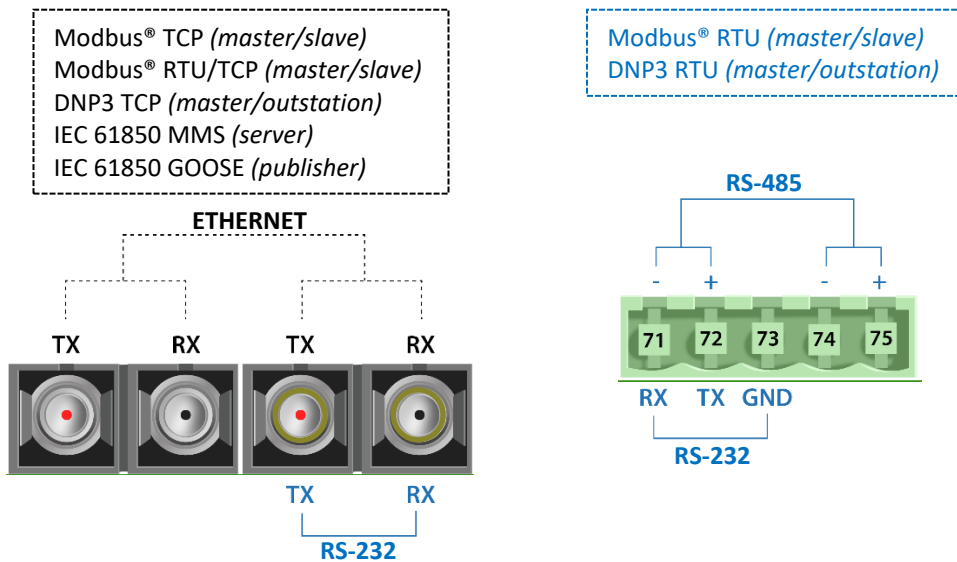 Modbus® TCP (master/slave)
Modbus® RTU/TCP (master/slave)
DNP3 TCP (master/outstation)
IEC 61850 MMS (server)
IEC 61850 GOOSE (publisher)
ETHERNET
TX RX TX RX
TX RX
RS-232
Modbus® RTU (master/slave)
DNP3 RTU (master/outstation)
RS-485
- + - +
71 72 73 74 75
RX TX GND
RS-232